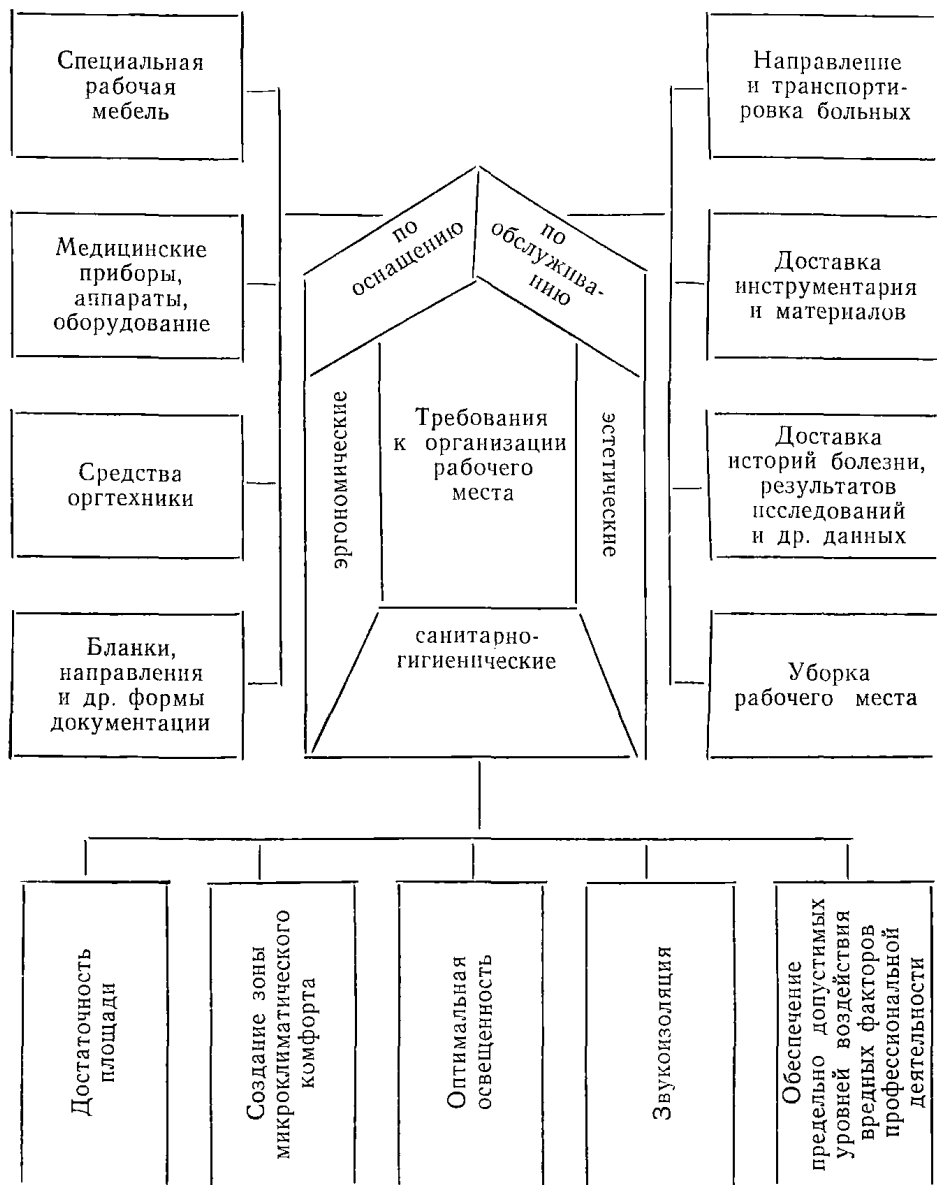 Специальная
рабочая
мебель
Медицинские
приборы,
аппараты,
оборудование
Средства
оргтехники
Бланки,
направления
и др. формы
документации
по
оснащению
по
обслужива-
нию
эргономические
Требования
к организации
рабочего
места
эстетические
санитарно-
гигиенические
Направление
и транспорти-
ровка больных
Доставка
инструментария
и материалов
Доставка
историй болезни,
результатов
исследований
и др. данных
Уборка
рабочего места
Достаточность
площади
Создание зоны
микроклиматического
комфорта
Оптимальная
освещенность
Звукоизоляция
Обеспечение
предельно допустимых
уровней воздействия
вредных факторов
профессиональной
деятельности